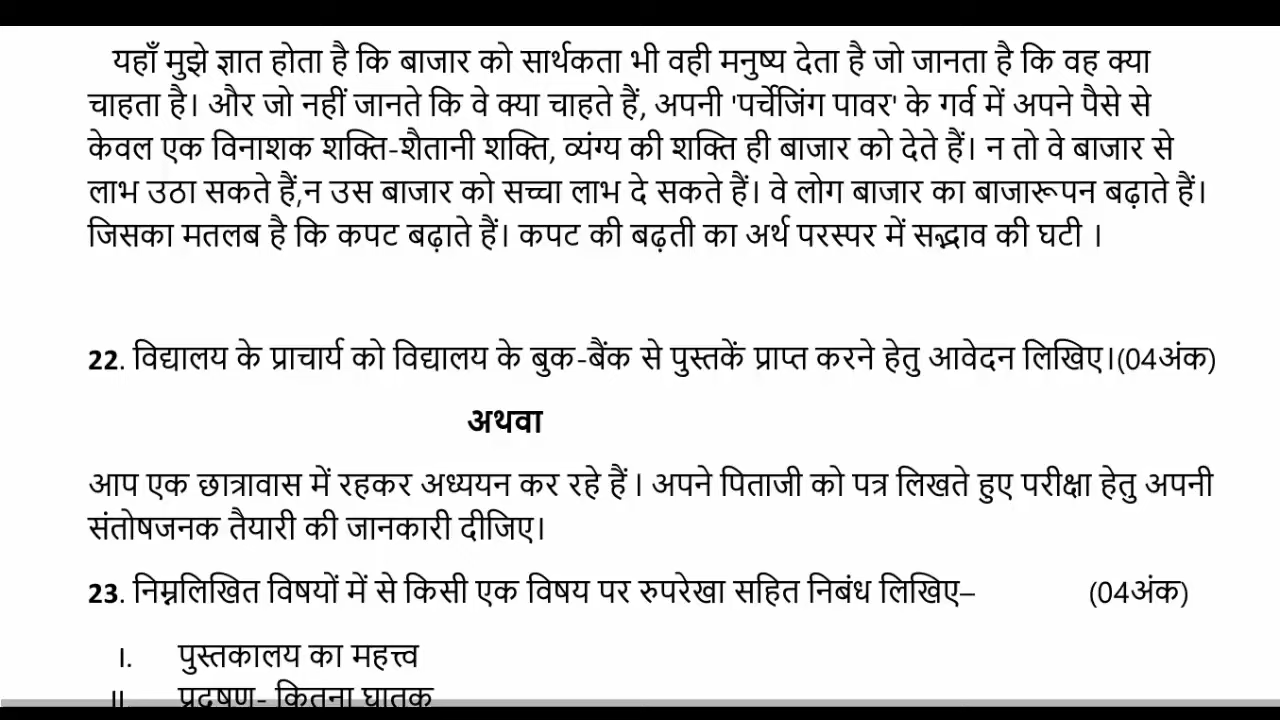 यहाँ मुझे ज्ञात होता है कि बाजार को सार्थकता भी वही मनुष्य देता है जो जानता है कि वह क्या
चाहता है। और जो नहीं जानते कि वे क्या चाहते हैं, अपनी 'पर्चेजिंग पावर' के गर्व में अपने पैसे से
केवल एक विनाशक शक्ति-शैतानी शक्ति, व्यंग्य की शक्ति ही बाजार को देते हैं। न तो वे बाजार से
लाभ उठा सकते हैं,न उस बाजार को सच्चा लाभ दे सकते हैं। वे लोग बाजार का बाजारूपन बढ़ाते हैं।
जिसका मतलब है कि कपट बढ़ाते हैं। कपट की बढ़ती का अर्थ परस्पर में सद्भाव की घटी ।
22. विद्यालय के प्राचार्य को विद्यालय के बुक-बैंक से पुस्तकें प्राप्त करने हेतु आवेदन लिखिए।(04अंक)
अथवा
आप एक छात्रावास में रहकर अध्ययन कर रहे हैं । अपने पिताजी को पत्र लिखते हुए परीक्षा हेतु अपनी
संतोषजनक तैयारी की जानकारी दीजिए।
23. निम्नलिखित विषयों में से किसी एक विषय पर रुपरेखा सहित निबंध लिखिए– (04अंक)
I. पुस्तकालय का महत्त्व
II. प्रदूषण- कितना घातक